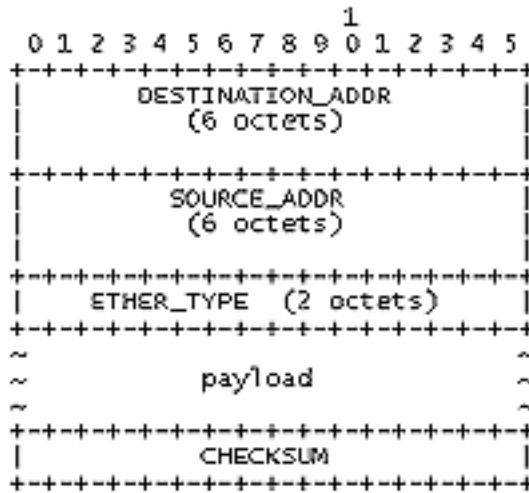 1
 0 1 2 3 4 5 6 7 8 9 0 1 2 3 4 5
+-+-+-+-+-+-+-+-+-+-+-+-+-+-+-+-+
|       DESTINATION_ADDR        |
|          (6 octets)           |
|                               |
+-+-+-+-+-+-+-+-+-+-+-+-+-+-+-+-+
|         SOURCE_ADDR           |
|          (6 octets)           |
|                               |
+-+-+-+-+-+-+-+-+-+-+-+-+-+-+-+-+
|    ETHER_TYPE  (2 octets)     |
+-+-+-+-+-+-+-+-+-+-+-+-+-+-+-+-+
~                               ~
~           payload             ~
~                               ~
+-+-+-+-+-+-+-+-+-+-+-+-+-+-+-+-+
|           CHECKSUM            |
+-+-+-+-+-+-+-+-+-+-+-+-+-+-+-+-+